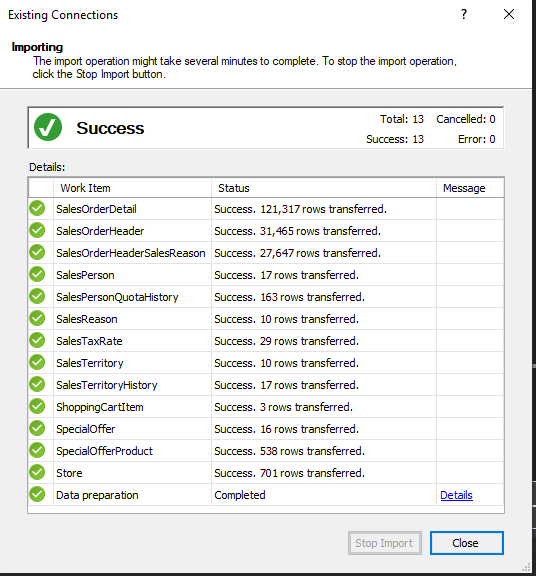 Existing Connections
?
Importing
The import operation might take several minutes to complete. To stop the import operation,
click the Stop Import button.
Success Total: 13 Cancelled: 0
Success: 13 Error: 0
Details:
Work Item Status Message
SalesOrderDetail Success. 121,317 rows transferred.
SalesOrderHeader Success. 31,465 rows transferred.
SalesOrderHeaderSalesReason Success. 27,647 rows transferred.
SalesPerson Success. 17 rows transferred.
SalesPersonQuotaHistory Success. 163 rows transferred.
SalesReason Success. 10 rows transferred.
SalesTaxRate Success. 29 rows transferred.
SalesTerritory Success. 10 rows transferred.
SalesTerritoryHistory Success. 17 rows transferred.
ShoppingCartItem Success. 3 rows transferred.
SpecialOffer Success. 16 rows transferred.
SpecialOfferProduct Success. 538 rows transferred.
Store Success. 701 rows transferred.
Data preparation Completed Details
Stop Import Close